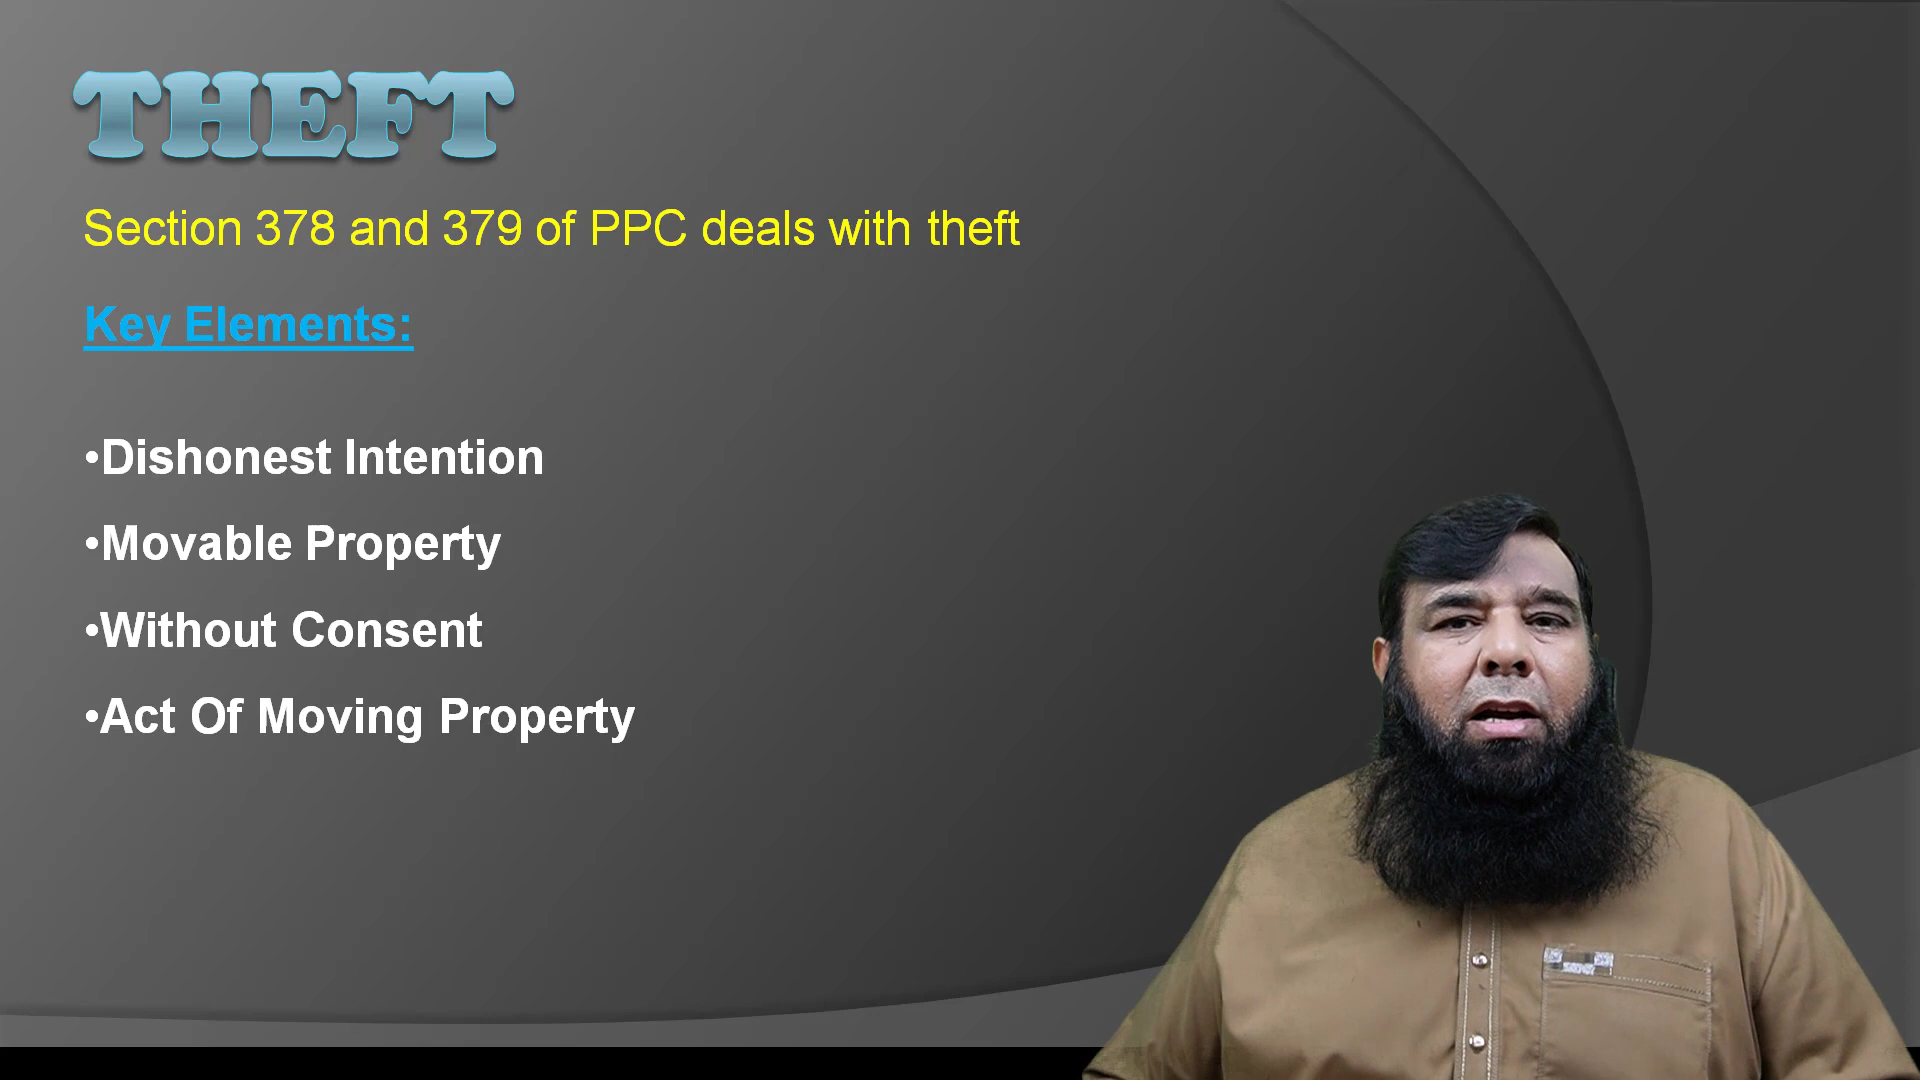 THEFT
Section 378 and 379 of PPC deals with theft
Key Elements:
•Dishonest Intention
•Movable Property
•Without Consent
•Act Of Moving Property